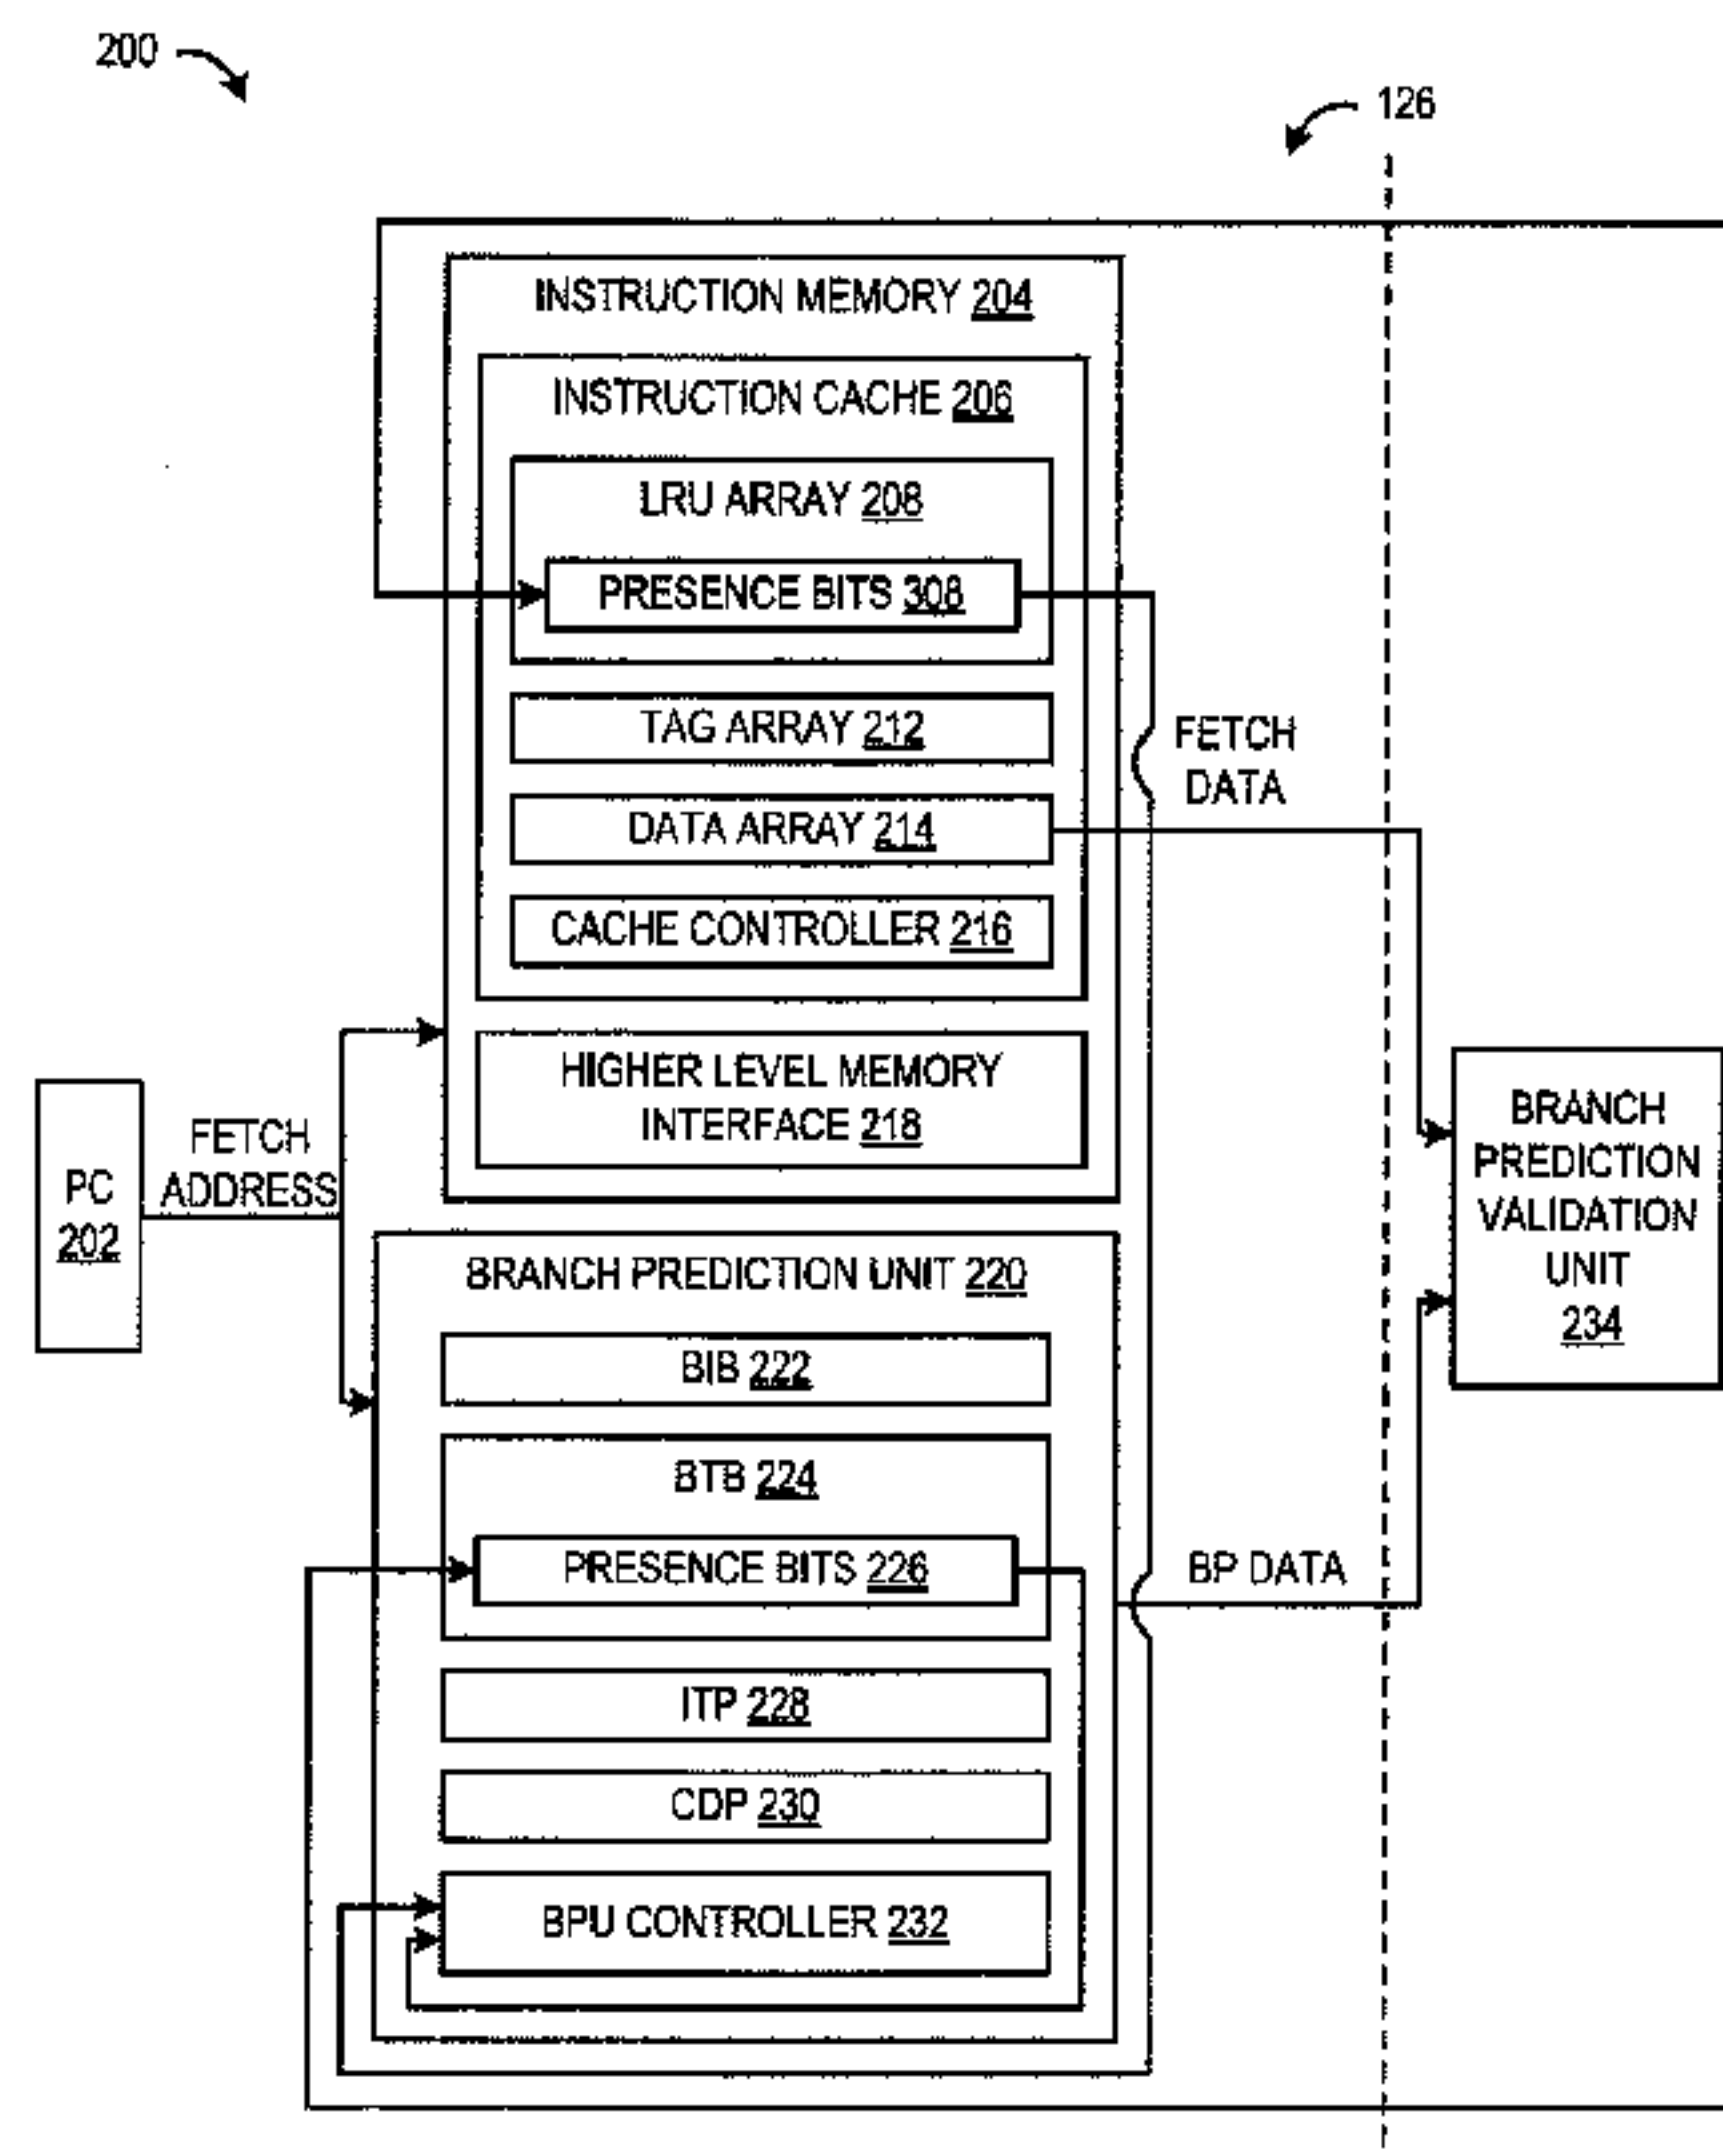 200
126
INSTRUCTION MEMORY 204
INSTRUCTION CACHE 206
LRU ARRAY 208
PRESENCE BITS 308
TAG ARRAY 212
FETCH
DATA
DATA ARRAY 214
CACHE CONTROLLER 216
HIGHER LEVEL MEMORY
INTERFACE 218
FETCH
ADDRESS
PC
202
BRANCH
PREDICTION
VALIDATION
UNIT
234
BRANCH PREDICTION UNIT 220
BIB 222
BTB 224
PRESENCE BITS 226
BP DATA
ITP 228
CDP 230
BPU CONTROLLER 232